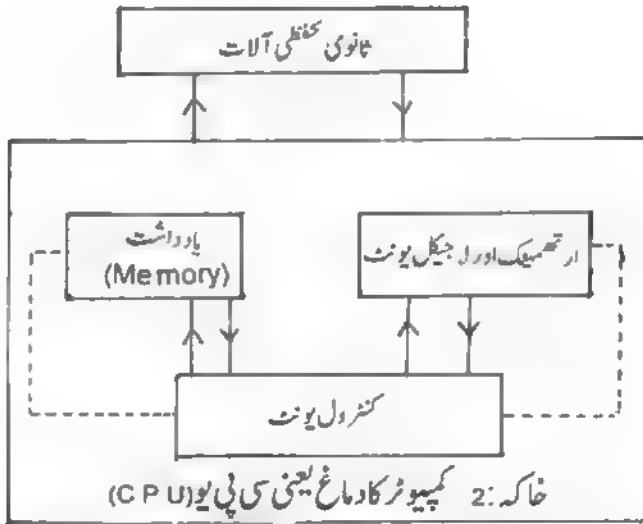 ثانوی تحفظی آلات
یادداشت
(Memory)
ارتھمیٹک اور لاجیکل یونٹ
کنٹرول یونٹ
خاکہ :2 کمپیوٹر کا دماغ یعنی سی پی یو (C P U)